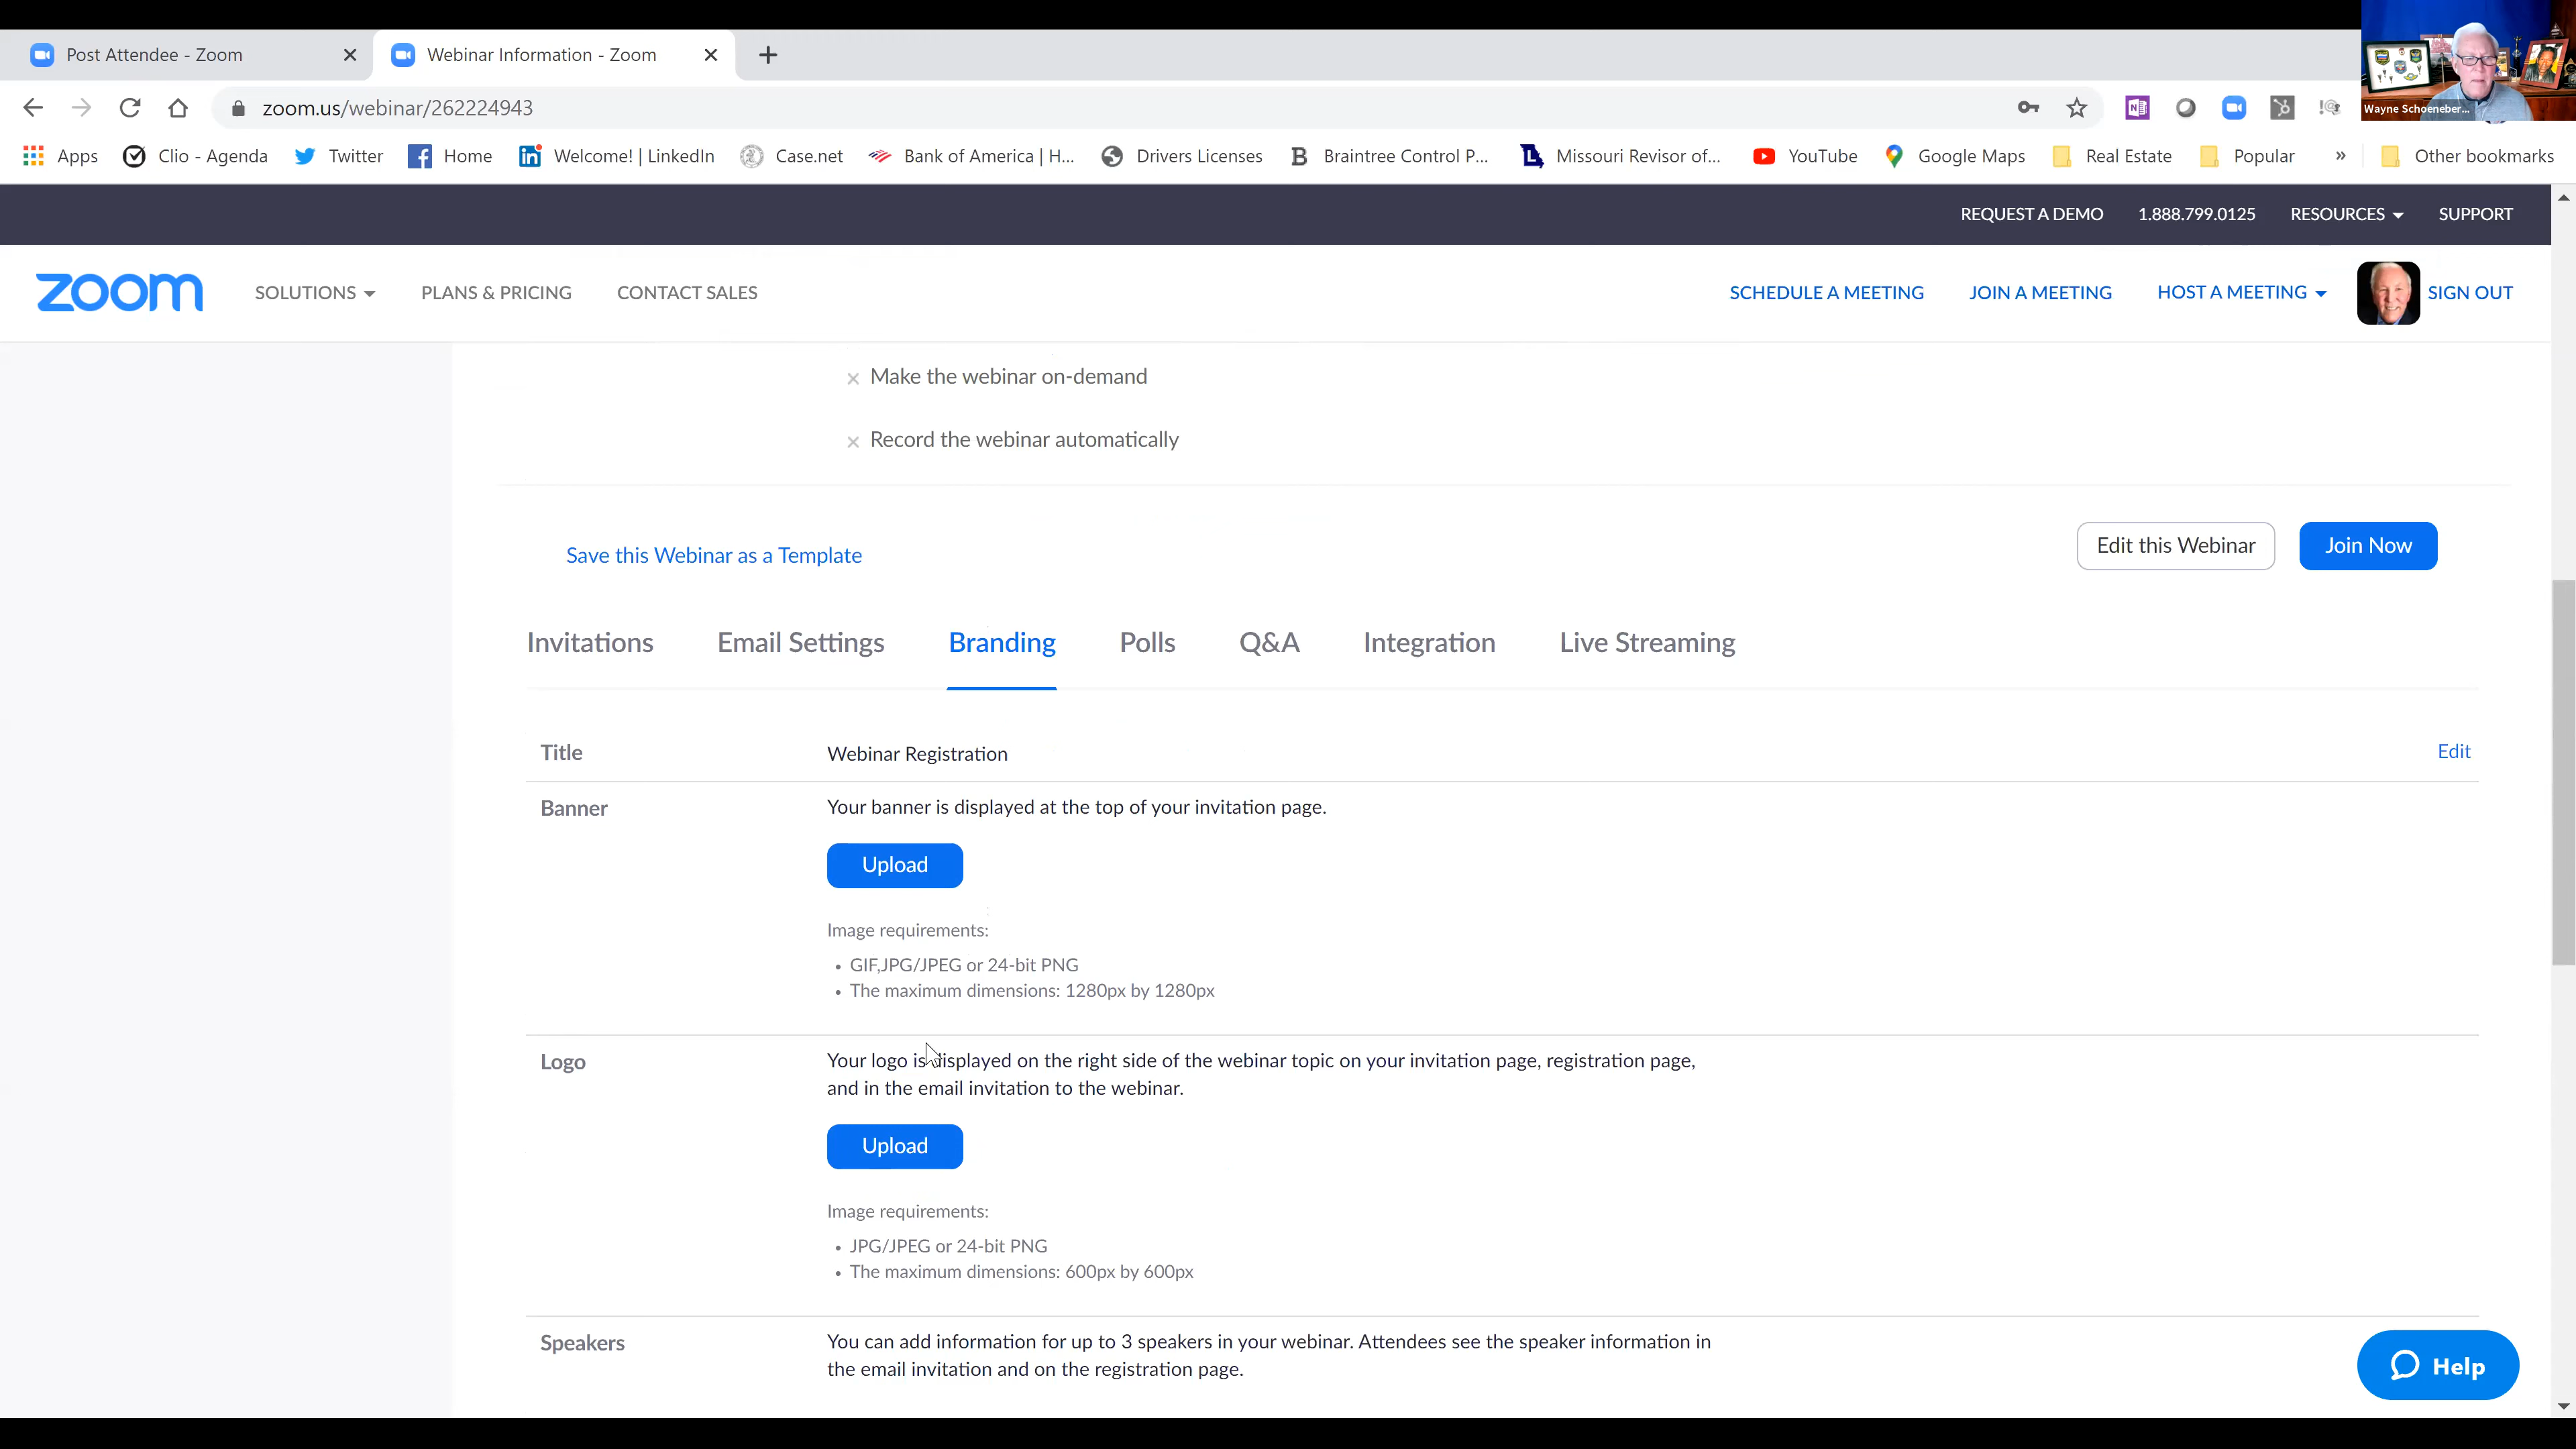 Post Attendee - Zoom
Webinar Information - Zoom
zoom.us/webinar/262224943
Wayne Schoeneber...
Apps
Clio - Agenda
Twitter
Home
Welcome! | LinkedIn
Case.net
Bank of America | H...
Drivers Licenses
Braintree Control P...
Missouri Revisor of...
YouTube
Google Maps
Real Estate
Popular
»
Other bookmarks
REQUEST A DEMO
1.888.799.0125
RESOURCES
SUPPORT
zoom
SOLUTIONS
PLANS & PRICING
CONTACT SALES
SCHEDULE A MEETING
JOIN A MEETING
HOST A MEETING
SIGN OUT
Make the webinar on-demand
Record the webinar automatically
Save this Webinar as a Template
Edit this Webinar
Join Now
Invitations
Email Settings
Branding
Polls
Q&A
Integration
Live Streaming
Title
Webinar Registration
Edit
Banner
Your banner is displayed at the top of your invitation page.
Upload
Image requirements:
• GIF,JPG/JPEG or 24-bit PNG
• The maximum dimensions: 1280px by 1280px
Logo
Your logo is displayed on the right side of the webinar topic on your invitation page, registration page,
and in the email invitation to the webinar.
Upload
Image requirements:
• JPG/JPEG or 24-bit PNG
• The maximum dimensions: 600px by 600px
Speakers
You can add information for up to 3 speakers in your webinar. Attendees see the speaker information in
the email invitation and on the registration page.
Help